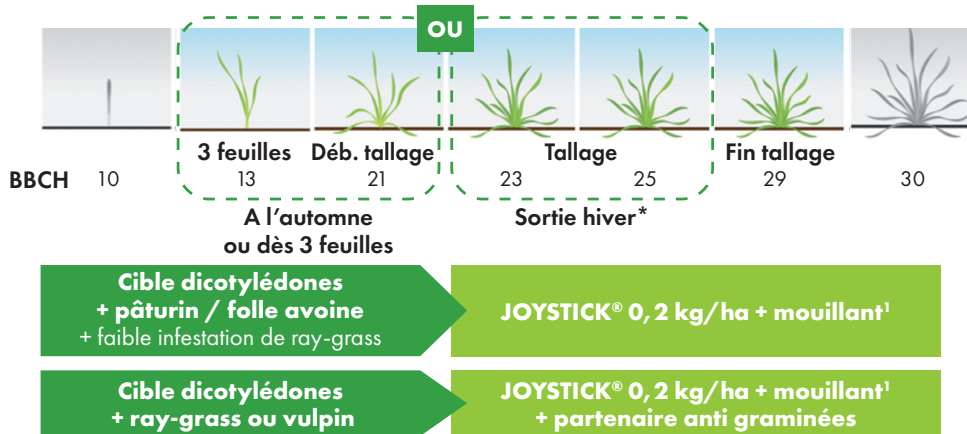 OU
3 feuilles Déb. tallage Tallage Fin tallage
BBCH 10 13 21 23 25 29 30
A l'automne
ou dès 3 feuilles
Sortie hiver*
Cible dicotylédones
+ pâturin / folle avoine
+ faible infestation de ray-grass
JOYSTICK® 0,2 kg/ha + mouillant¹
Cible dicotylédones
+ ray-grass ou vulpin
JOYSTICK® 0,2 kg/ha + mouillant¹
+ partenaire anti graminées